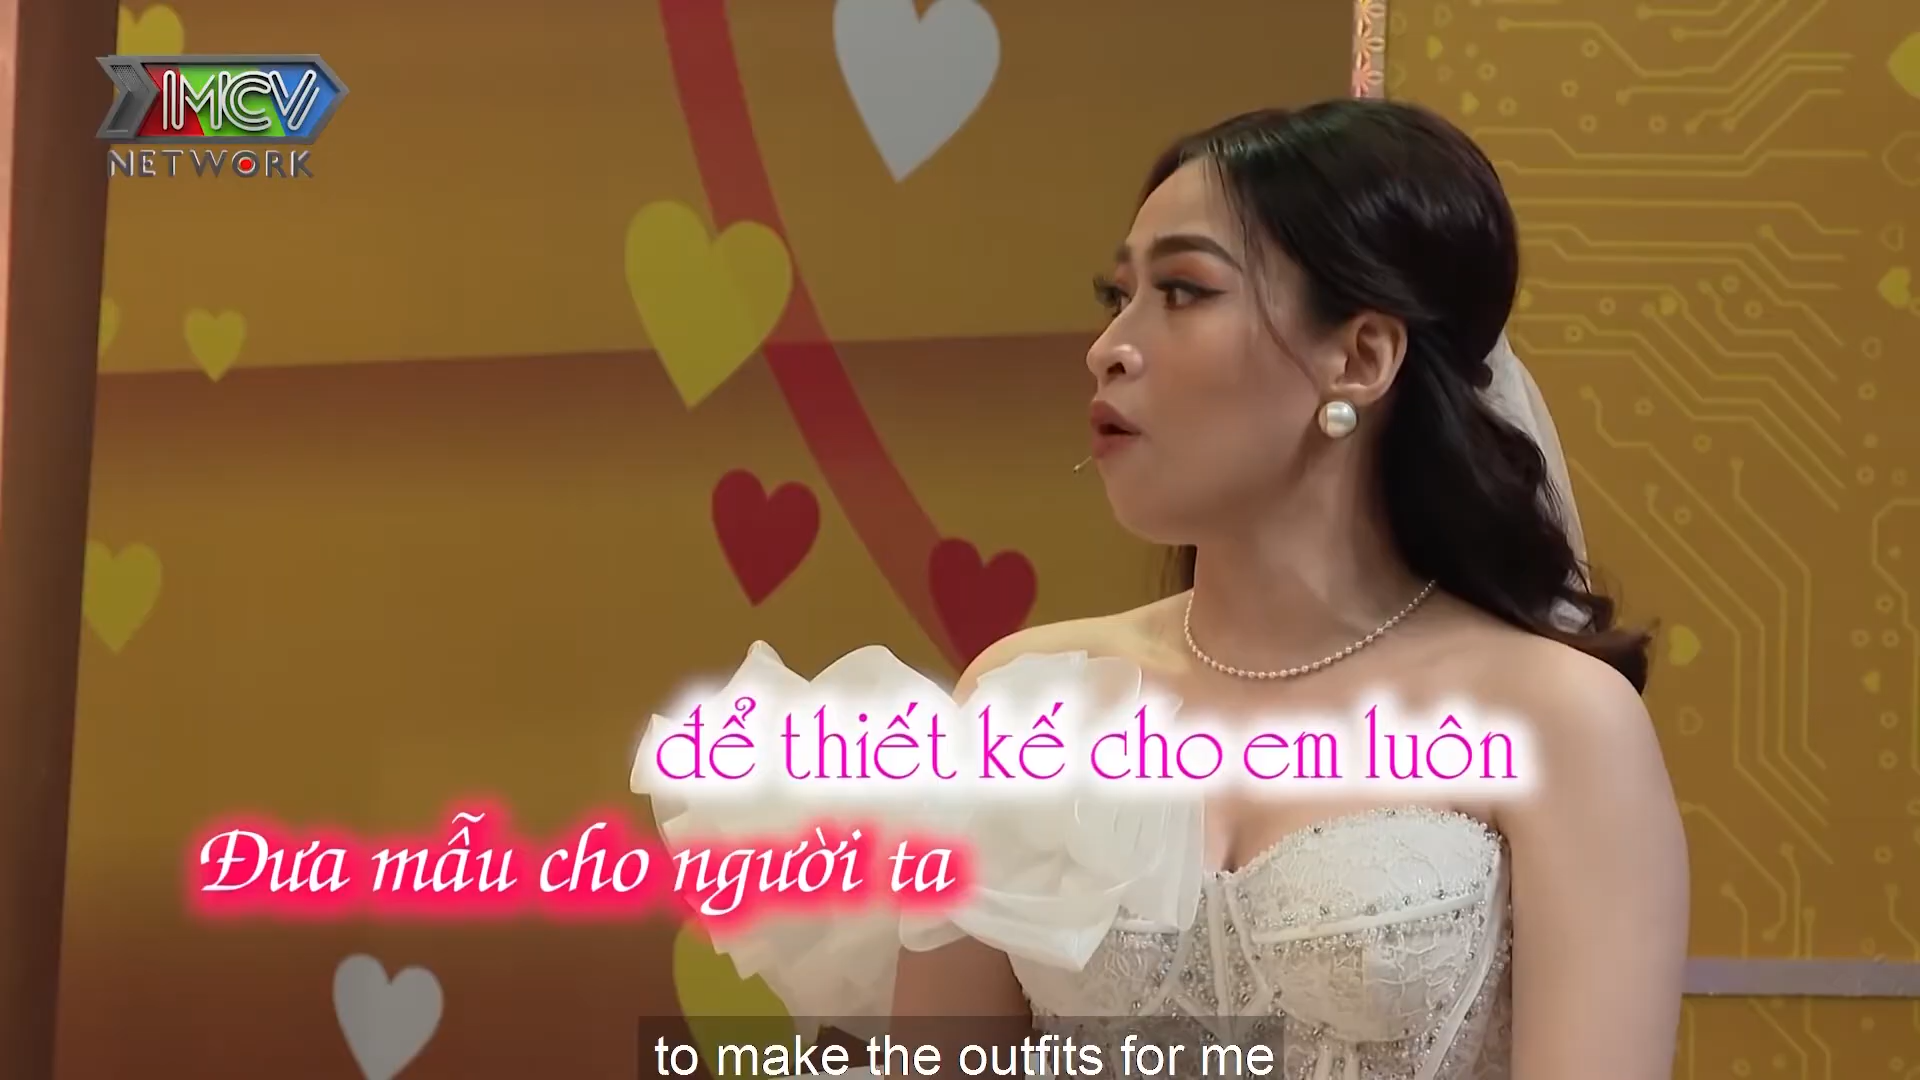 MCV
NETWORK
để thiết kế cho em luôn
Đưa mẫu cho người ta
to make the outfits for me